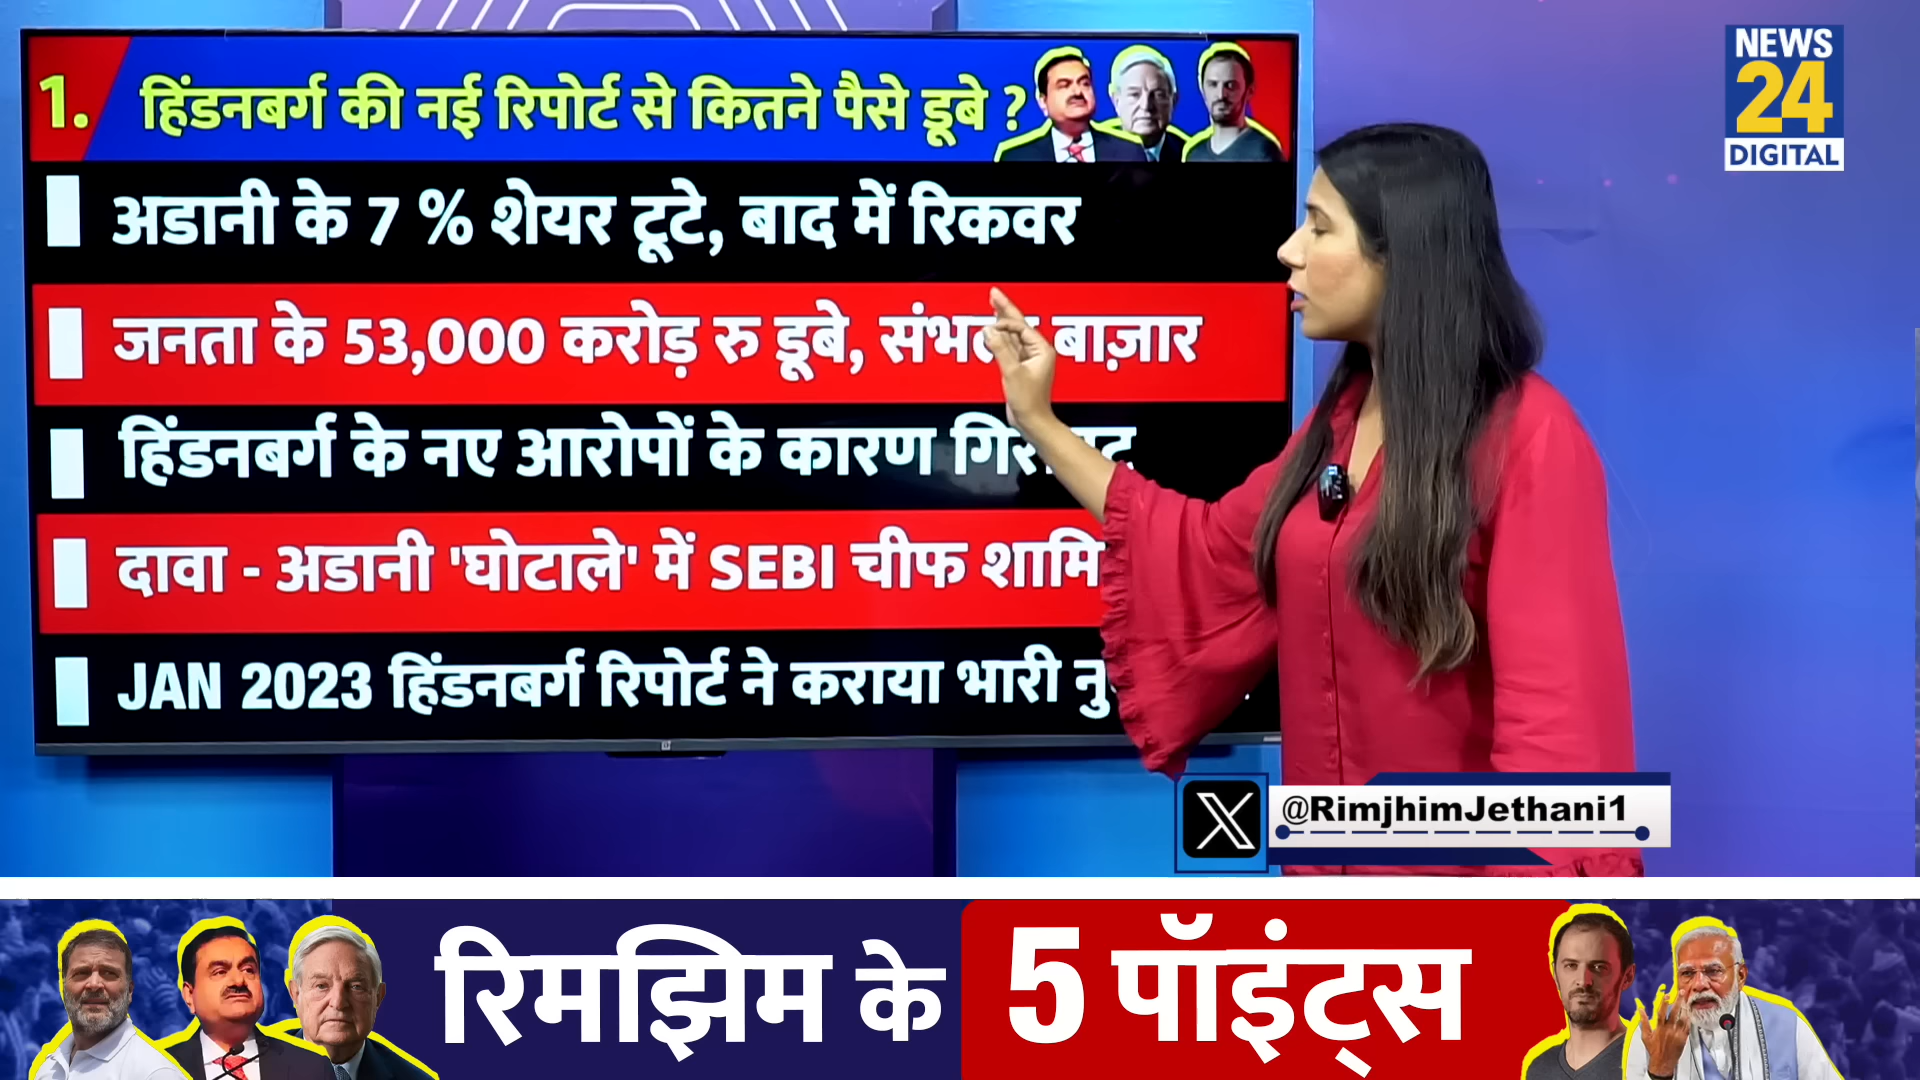 1. हिंडनबर्ग की नई रिपोर्ट से कितने पैसे डूबे ?
अडानी के 7 % शेयर टूटे, बाद में रिकवर
जनता के 53,000 करोड़ रु डूबे, बाज़ार
हिंडनबर्ग के नए आरोपों के कारण
दावा - अडानी 'घोटाले' में SEBI चीफ
JAN 2023 हिंडनबर्ग रिपोर्ट ने कराया भारी
NEWS
24
DIGITAL
@RimjhimJethani1
रिमझिम के 5 पॉइंट्स